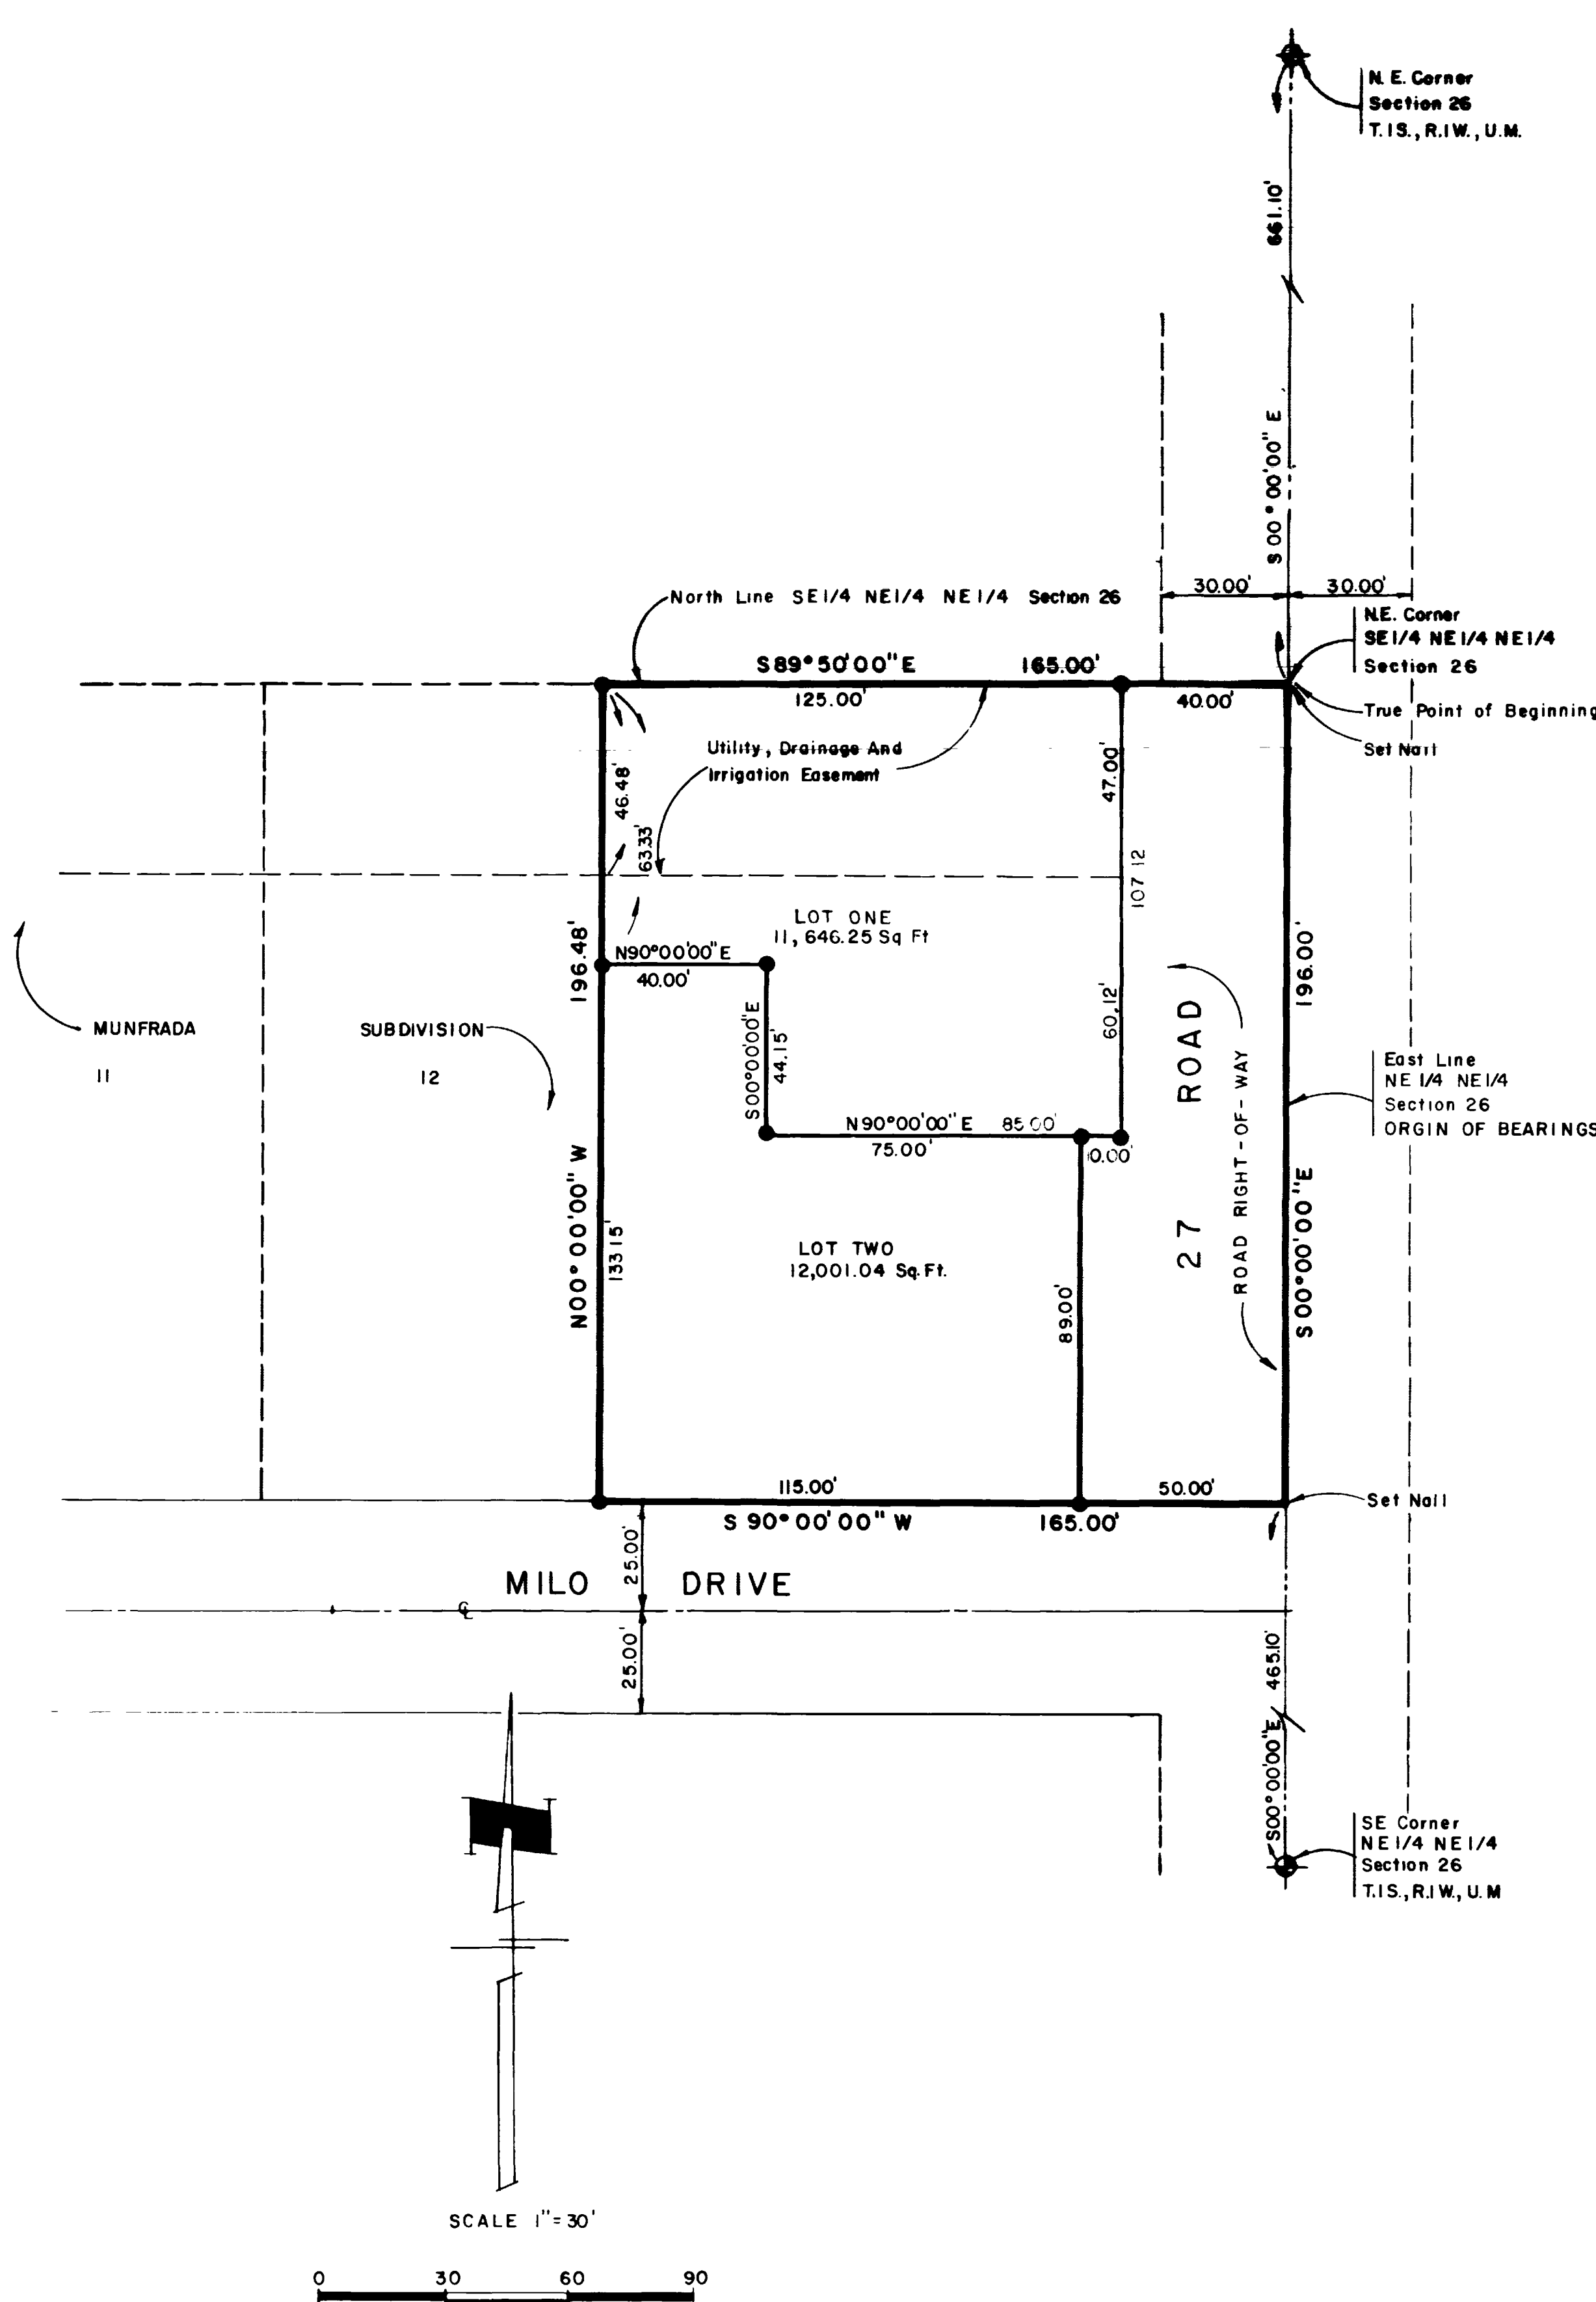 N.E. Corner
Section 26
T.1S., R.1W., U.M.
661.10'
S 00° 00' 00" E
30.00' 30.00'
North Line SE1/4 NE1/4 NE1/4 Section 26
N.E. Corner
SE1/4 NE1/4 NE1/4
Section 26
S89°50'00"E 165.00'
125.00' 40.00'
True Point of Beginning
Set Nail
Utility, Drainage And
Irrigation Easement
46.48'
63.33'
47.00'
107.12
LOT ONE
11,646.25 Sq Ft
N90°00'00"E
40.00'
196.48'
196.00'
S00°00'00"E
44.15'
60.12'
MUNFRADA SUBDIVISION
11 12
27 ROAD
ROAD RIGHT-OF-WAY
East Line
NE 1/4 NE1/4
Section 26
ORGIN OF BEARINGS
N90°00'00"E 85.00'
75.00' 10.00'
N00°00'00" W
133.15'
LOT TWO
12,001.04 Sq.Ft.
89.00'
S 00°00'00"E
115.00' 50.00'
Set Nail
S 90°00'00" W 165.00'
25.00'
MILO DRIVE
CL
25.00'
465.10'
S00°00'00"E
SE Corner
NE1/4 NE1/4
Section 26
T.1S., R.1W., U.M
SCALE 1"=30'
0 30 60 90